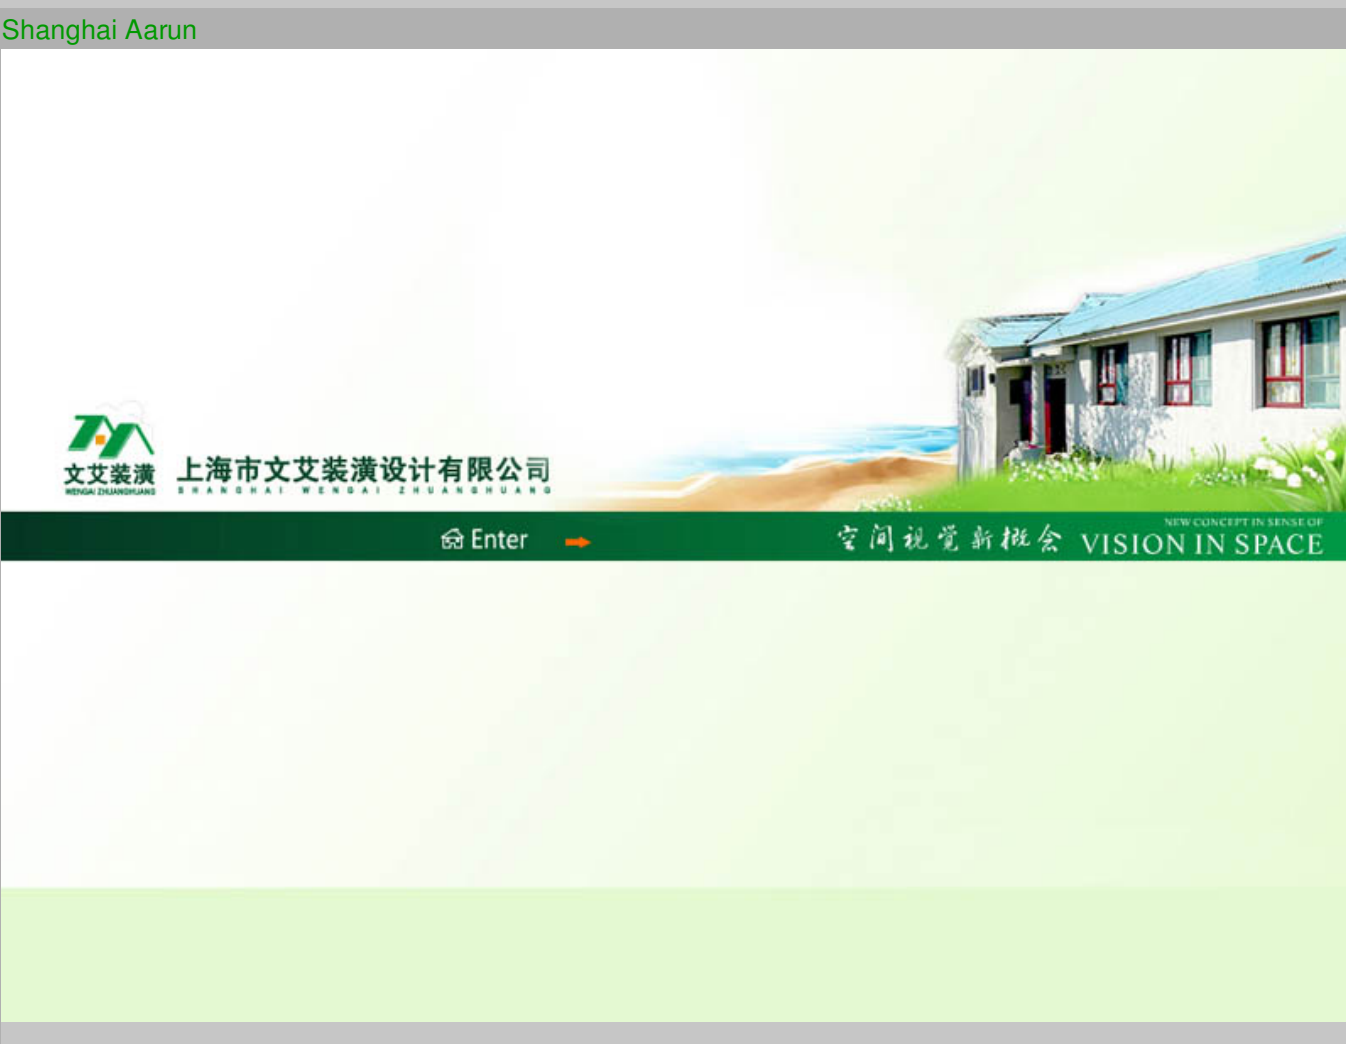 Shanghai Aarun
文艾装潢
WENGAI ZHUANGHUANG
上海市文艾装潢设计有限公司
SHANGHAI WENGAI ZHUANGHUANG
Enter
空间视觉新概念
NEW CONCEPT IN SENSE OF
VISION IN SPACE